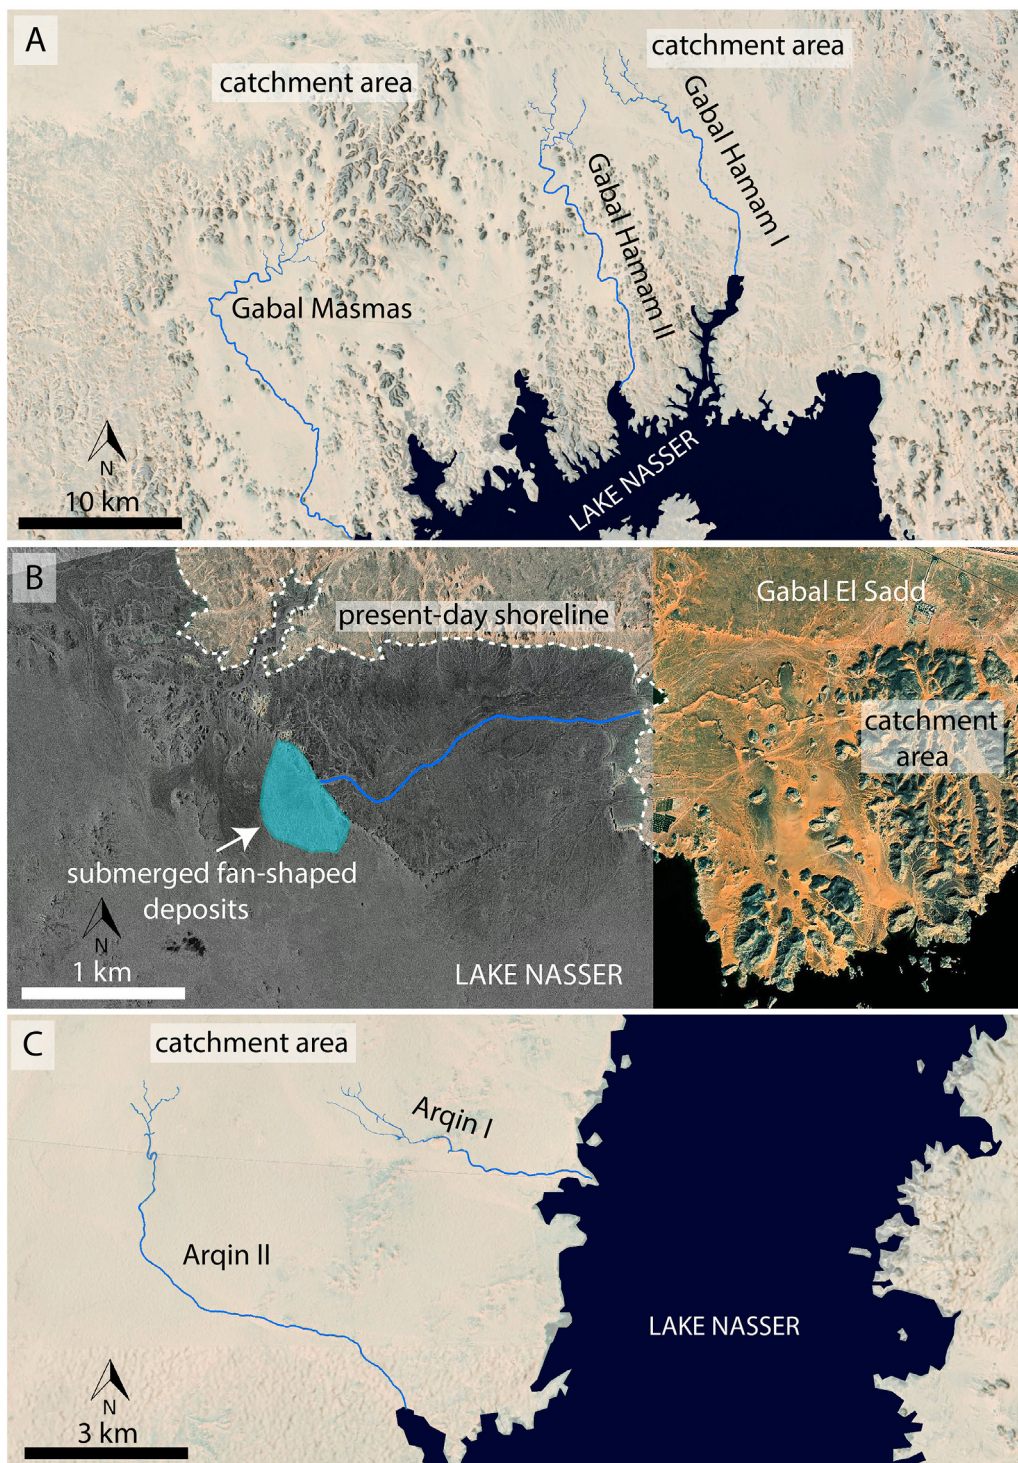 A
catchment area
catchment area
Gabal Hamam I
Gabal Hamam II
Gabal Masmas
N
10 km
LAKE NASSER
B
present-day shoreline
Gabal El Sadd
catchment
area
submerged fan-shaped
deposits
N
1 km
LAKE NASSER
C
catchment area
Arqin I
Arqin II
LAKE NASSER
N
3 km